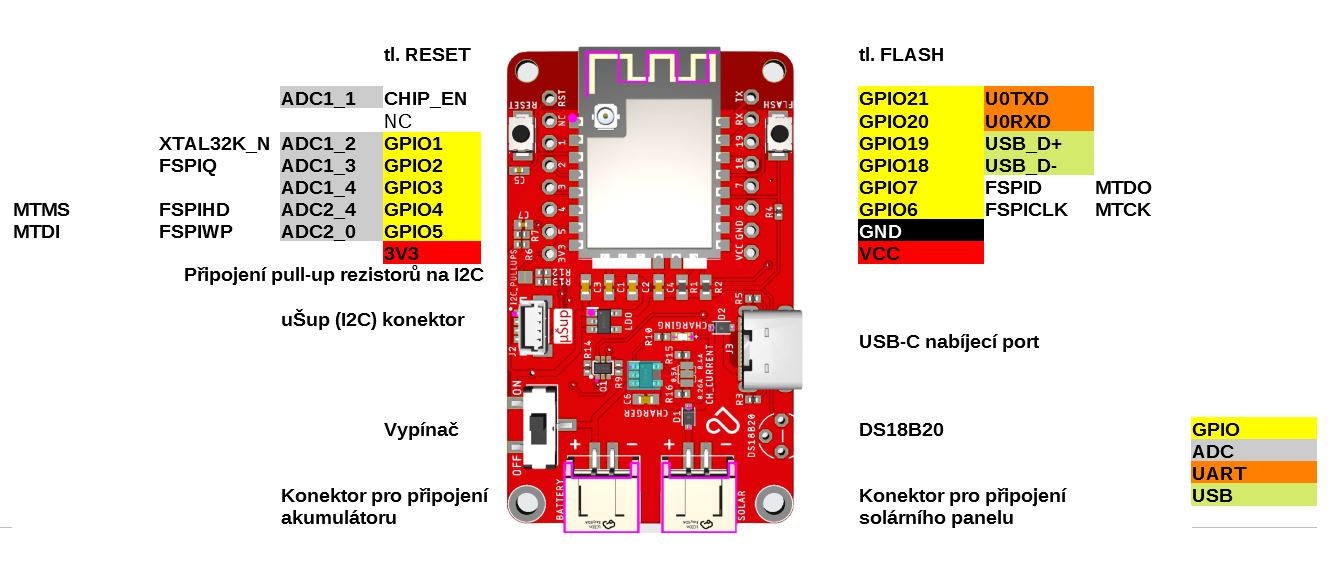 tl. RESET
tl. FLASH
ADC1_1 CHIP_EN
GPIO21 U0TXD
NC
GPIO20 U0RXD
XTAL32K_N ADC1_2 GPIO1
GPIO19 USB_D+
FSPIQ ADC1_3 GPIO2
GPIO18 USB_D-
ADC1_4 GPIO3
GPIO7 FSPID MTDO
MTMS FSPIHD ADC2_4 GPIO4
GPIO6 FSPICLK MTCK
MTDI FSPIWP ADC2_0 GPIO5
GND
3V3
VCC
Připojení pull-up rezistorů na I2C
uŠup (I2C) konektor
USB-C nabíjecí port
Vypínač
DS18B20
Konektor pro připojení
akumulátoru
Konektor pro připojení
solárního panelu
GPIO
ADC
UART
USB
RESET
RST
NC
1
2
3
4
5
3V3
TX
RX
19
18
7
6
GND
VCC
FLASH
C5
C7
R7
R6
R4
R12
R13
I2C_PULLUPS
C3
C1
C2
C4
R1
R2
R5
D2
LDO
CHARGING
R10
J2
µŠup
J3
R14
R15
R9
Q1
R16
0.5A
0.4A
0.26A
CH_CURRENT
C6
CHARGER
D1
R3
DS18B20
ON
OFF
+
-
+
-
BATTERY
SOLAR